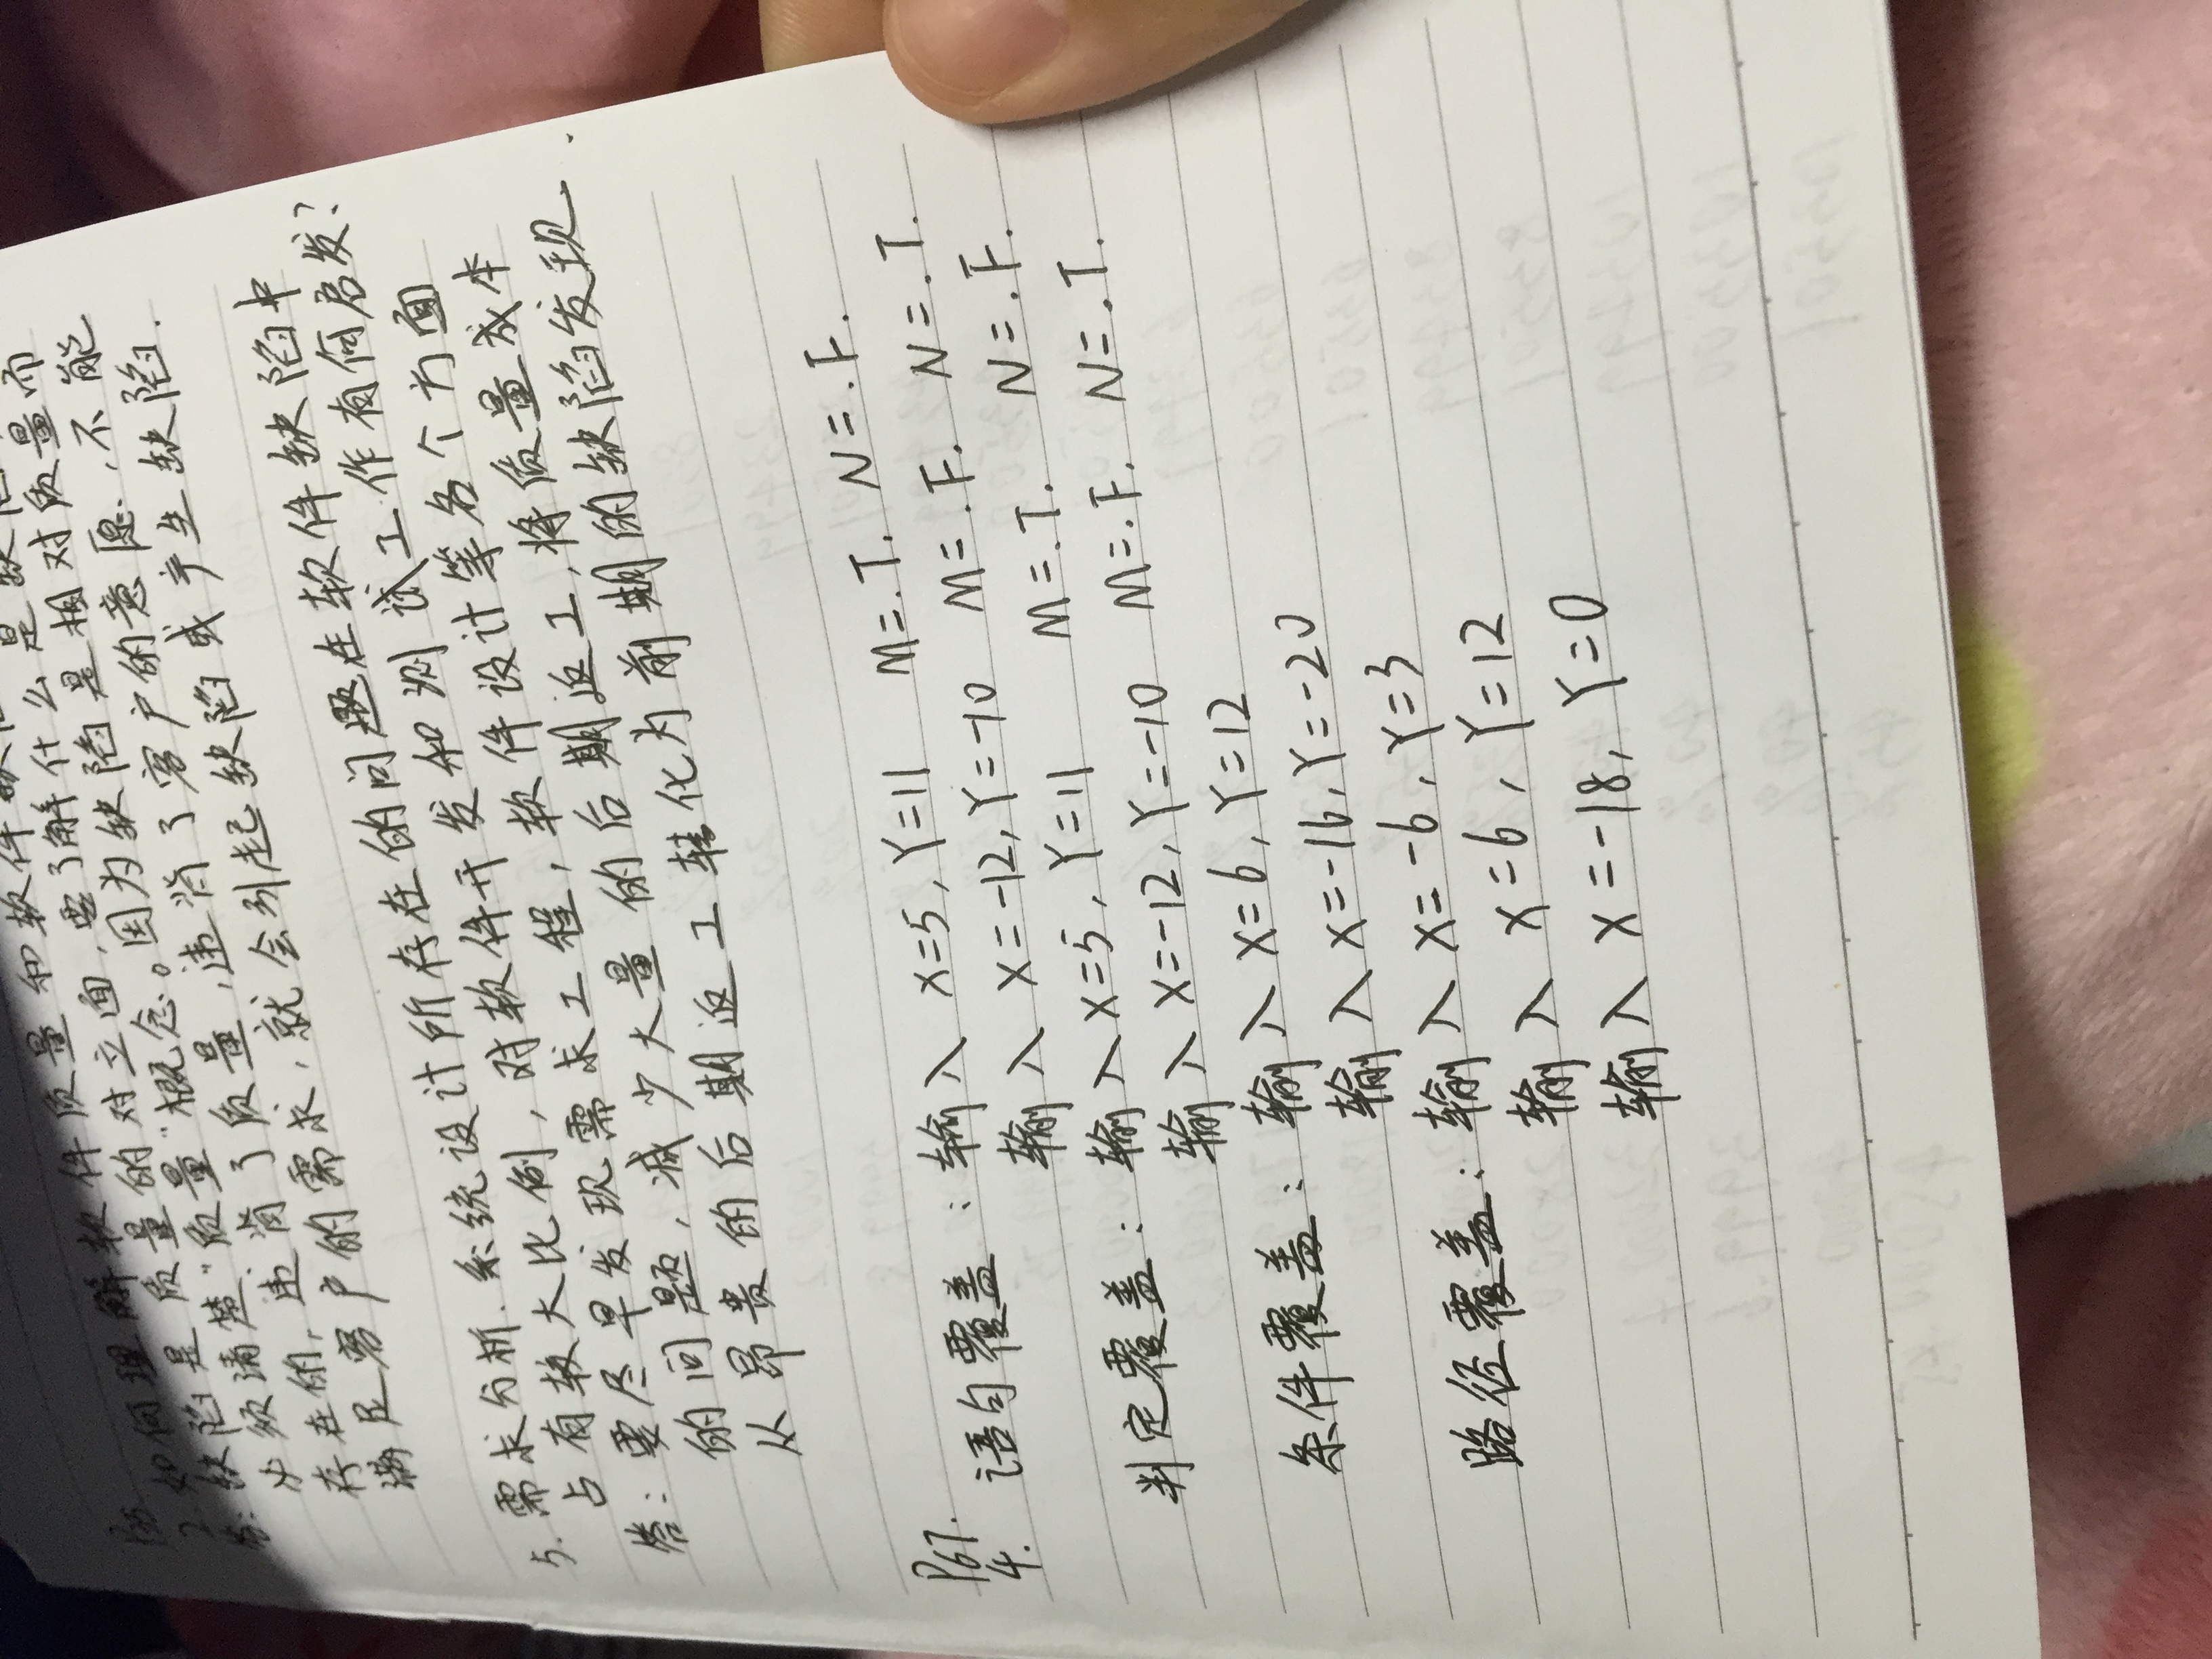 2. 如何理解软件质量和软件缺
答: 缺陷是质量的对立面,要了解什么是缺陷
必须清楚"质量"概念。因为缺陷是相对质量而
存在的,违背了质量,违背了客户的意愿,不能
满足客户的需求,就会引起缺陷或产生缺陷.
5. 需求分析.系统设计所存在的问题在软件缺陷中
占有较大比例,对软件开发和测试工作有何启发?
答: 要尽早发现需求工程,软件设计等各个方面
的问题,减少大量的后期返工,将质量成本
从昂贵的后期返工转化为前期的缺陷发现.
P67.
4. 语句覆盖: 输入 X=5, Y=11 M=.T. N=.F.
输入 X=-12, Y=-10 M=.F. N=.T.
判定覆盖: 输入 X=5, Y=11 M=.T. N=.F.
输入 X=-12, Y=-10 M=.F. N=.T.
条件覆盖: 输入 X=6, Y=12
输入 X=-16, Y=-20
路径覆盖: 输入 X=-6, Y=3
输入 X=6, Y=12
输入 X=-18, Y=0